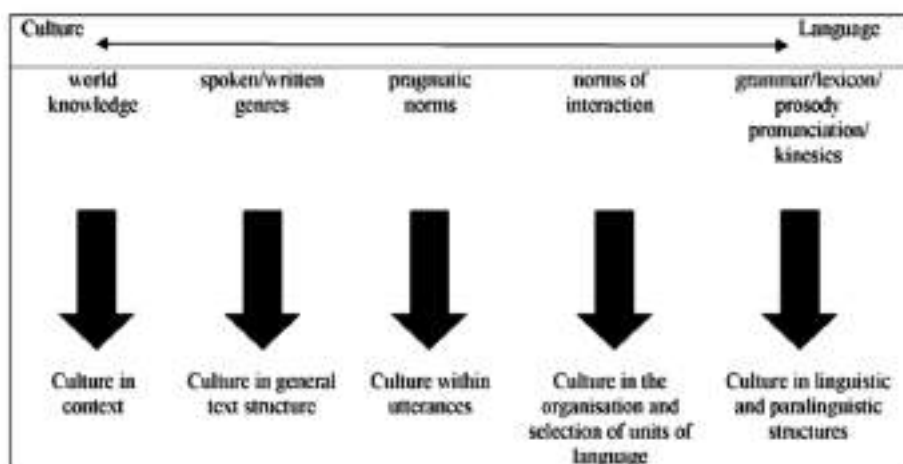 Culture Language
world knowledge
spoken/written genres
pragmatic norms
norms of interaction
grammar/lexicon/ prosody pronunciation/ kinesics
Culture in context
Culture in general text structure
Culture within utterances
Culture in the organisation and selection of units of language
Culture in linguistic and paralinguistic structures